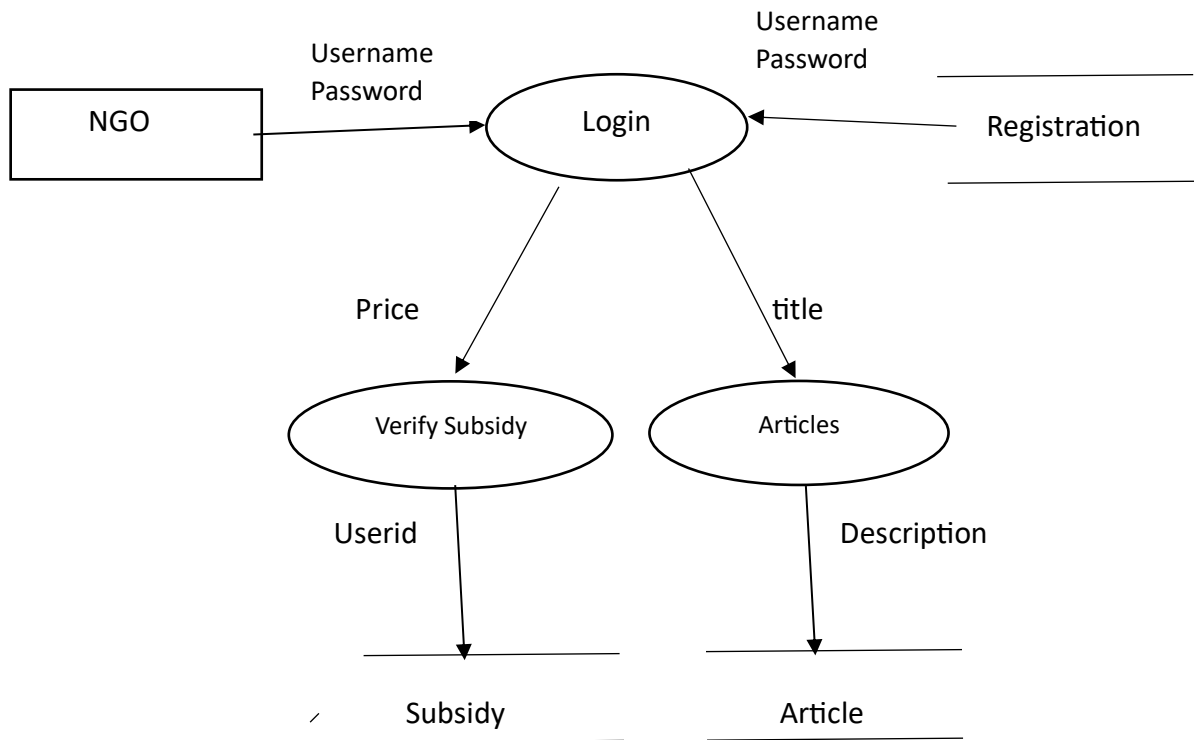 Username
Password
Username
Password
NGO
Login
Registration
Price
title
Verify Subsidy
Articles
Userid
Description
Subsidy
Article